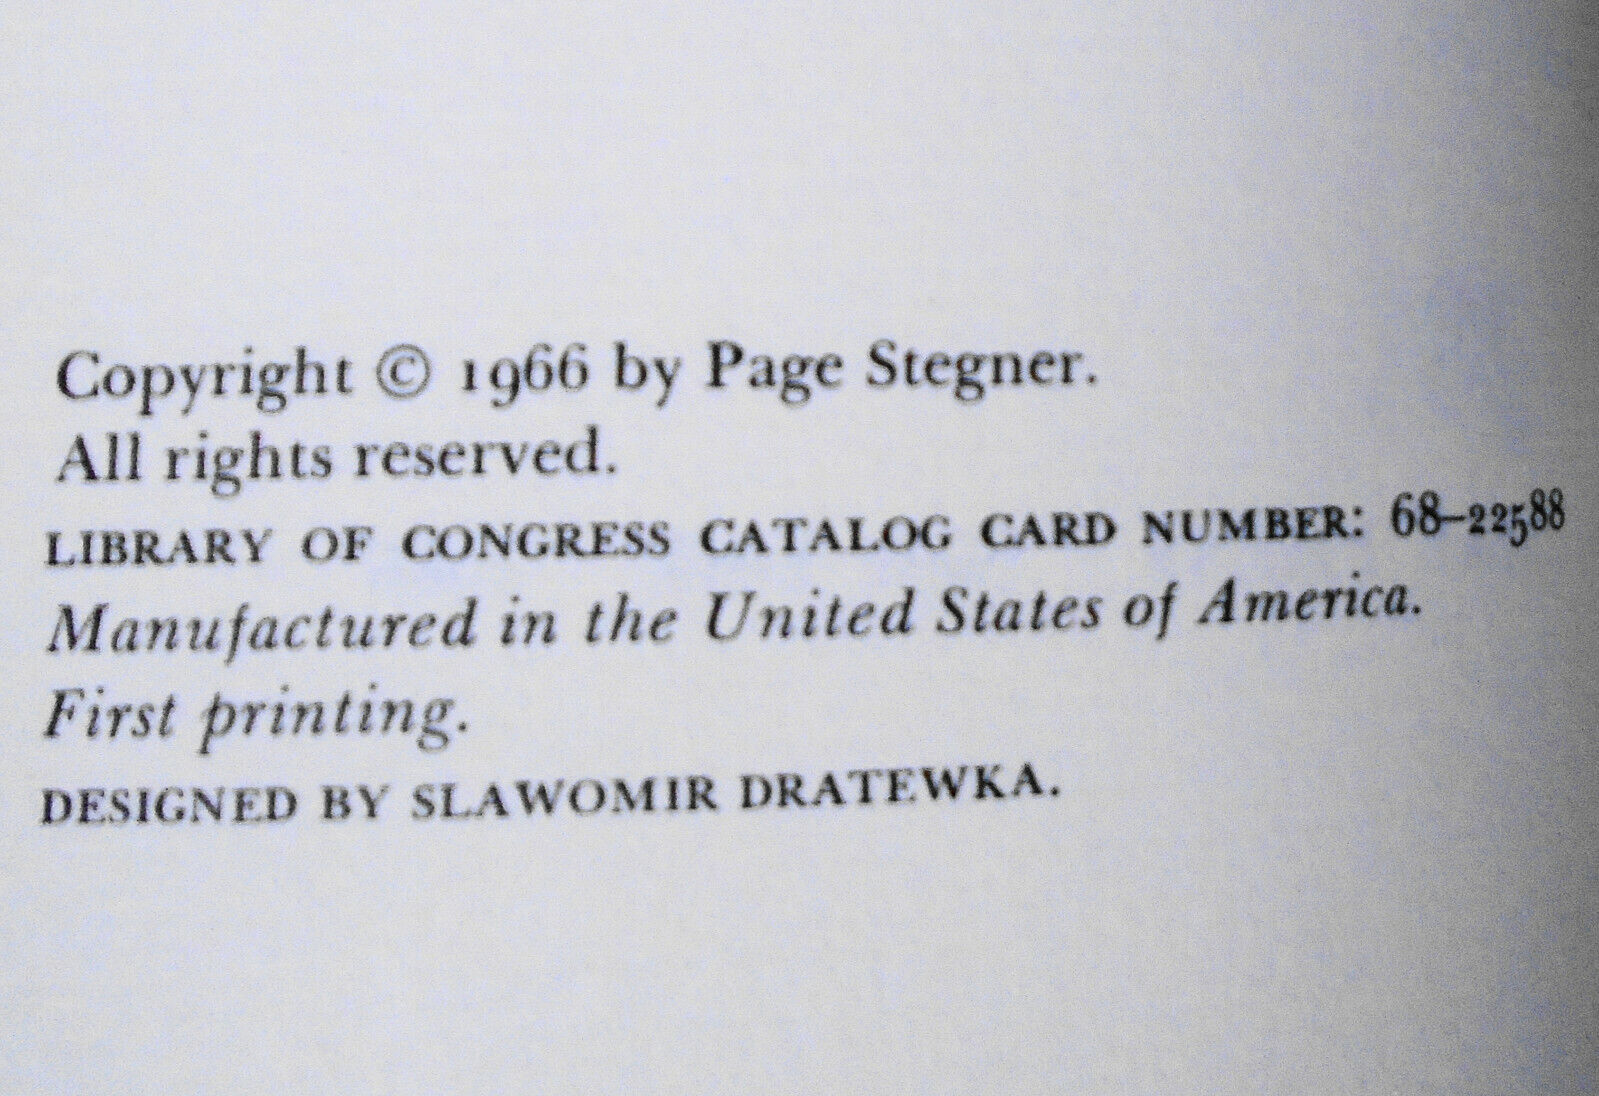 Copyright © 1966 by Page Stegner.
All rights reserved.
LIBRARY OF CONGRESS CATALOG CARD NUMBER: 68–22588
Manufactured in the United States of America.
First printing.
DESIGNED BY SLAWOMIR DRATEWKA.